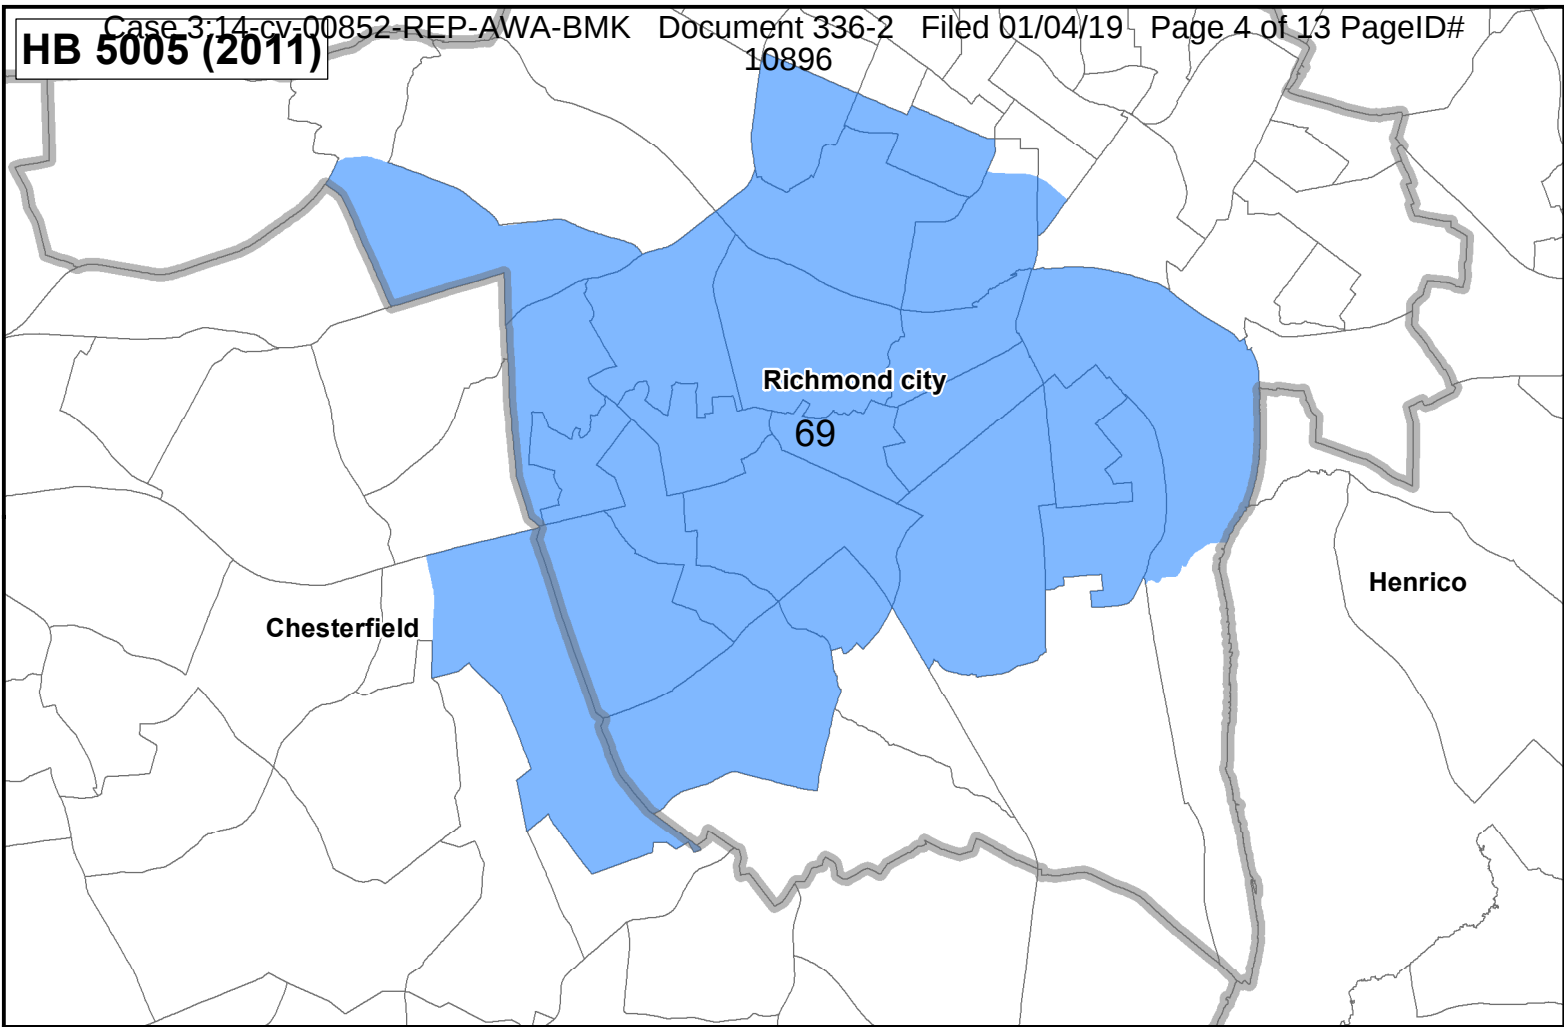 Case 3:14-cv-00852-REP-AWA-BMK Document 336-2 Filed 01/04/19 Page 4 of 13 PageID#
10896
HB 5005 (2011)
Richmond city
69
Henrico
Chesterfield